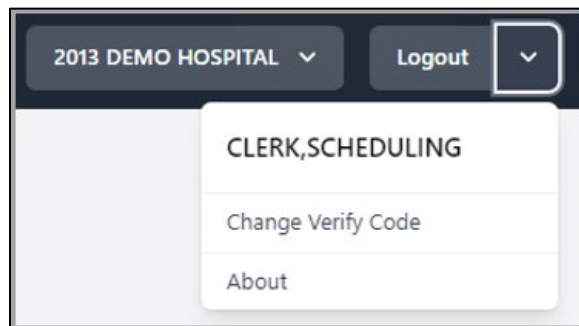 2013 DEMO HOSPITAL
Logout
CLERK,SCHEDULING
Change Verify Code
About